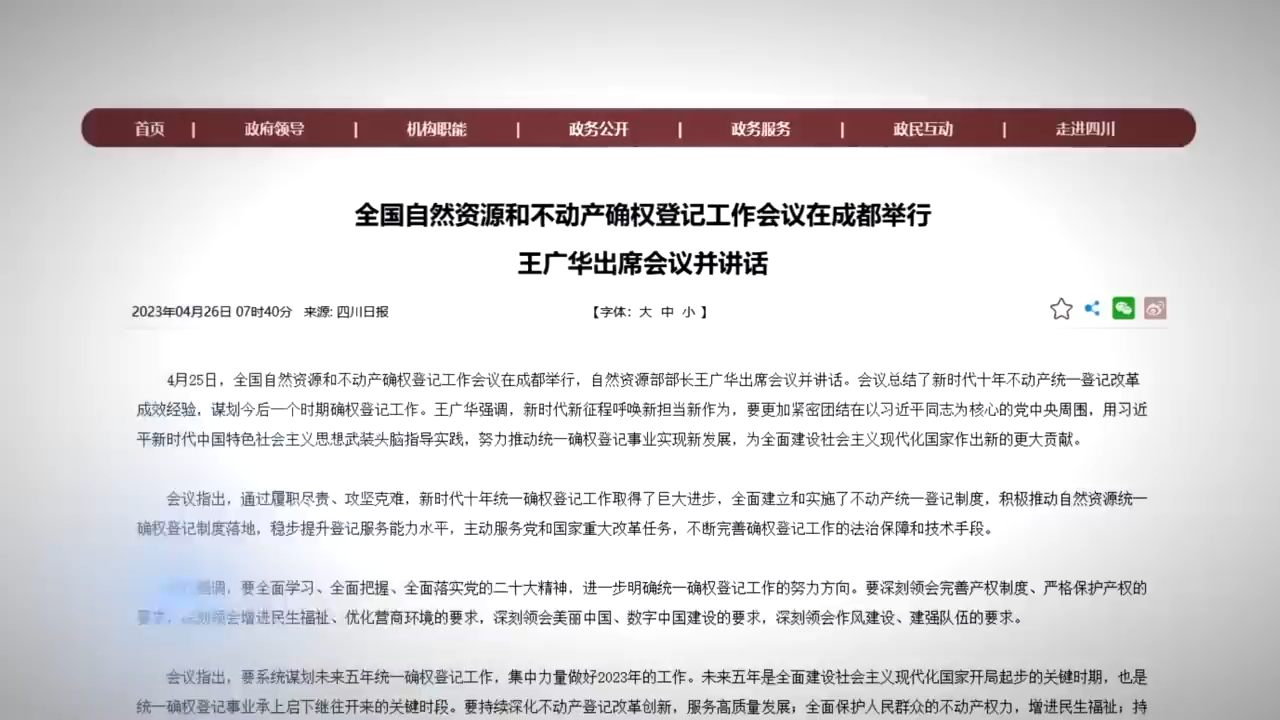 首页 | 政府领导 | 机构职能 | 政务公开 | 政务服务 | 政民互动 | 走进四川
全国自然资源和不动产确权登记工作会议在成都举行
王广华出席会议并讲话
2023年04月26日 07时40分 来源: 四川日报 【字体: 大 中 小 】
4月25日，全国自然资源和不动产确权登记工作会议在成都举行，自然资源部部长王广华出席会议并讲话。会议总结了新时代十年不动产统一登记改革
成效经验，谋划今后一个时期确权登记工作。王广华强调，新时代新征程呼唤新担当新作为，要更加紧密团结在以习近平同志为核心的党中央周围，用习近
平新时代中国特色社会主义思想武装头脑指导实践，努力推动统一确权登记事业实现新发展，为全面建设社会主义现代化国家作出新的更大贡献。
会议指出，通过履职尽责、攻坚克难，新时代十年统一确权登记工作取得了巨大进步，全面建立和实施了不动产统一登记制度，积极推动自然资源统一
确权登记制度落地，稳步提升登记服务能力水平，主动服务党和国家重大改革任务，不断完善确权登记工作的法治保障和技术手段。
强调，要全面学习、全面把握、全面落实党的二十大精神，进一步明确统一确权登记工作的努力方向。要深刻领会完善产权制度、严格保护产权的
要求，深刻领会增进民生福祉、优化营商环境的要求，深刻领会美丽中国、数字中国建设的要求，深刻领会作风建设、建强队伍的要求。
会议指出，要系统谋划未来五年统一确权登记工作，集中力量做好2023年的工作。未来五年是全面建设社会主义现代化国家开局起步的关键时期，也是
统一确权登记事业承上启下继往开来的关键时段。要持续深化不动产登记改革创新，服务高质量发展；全面保护人民群众的不动产权力，增进民生福祉；持